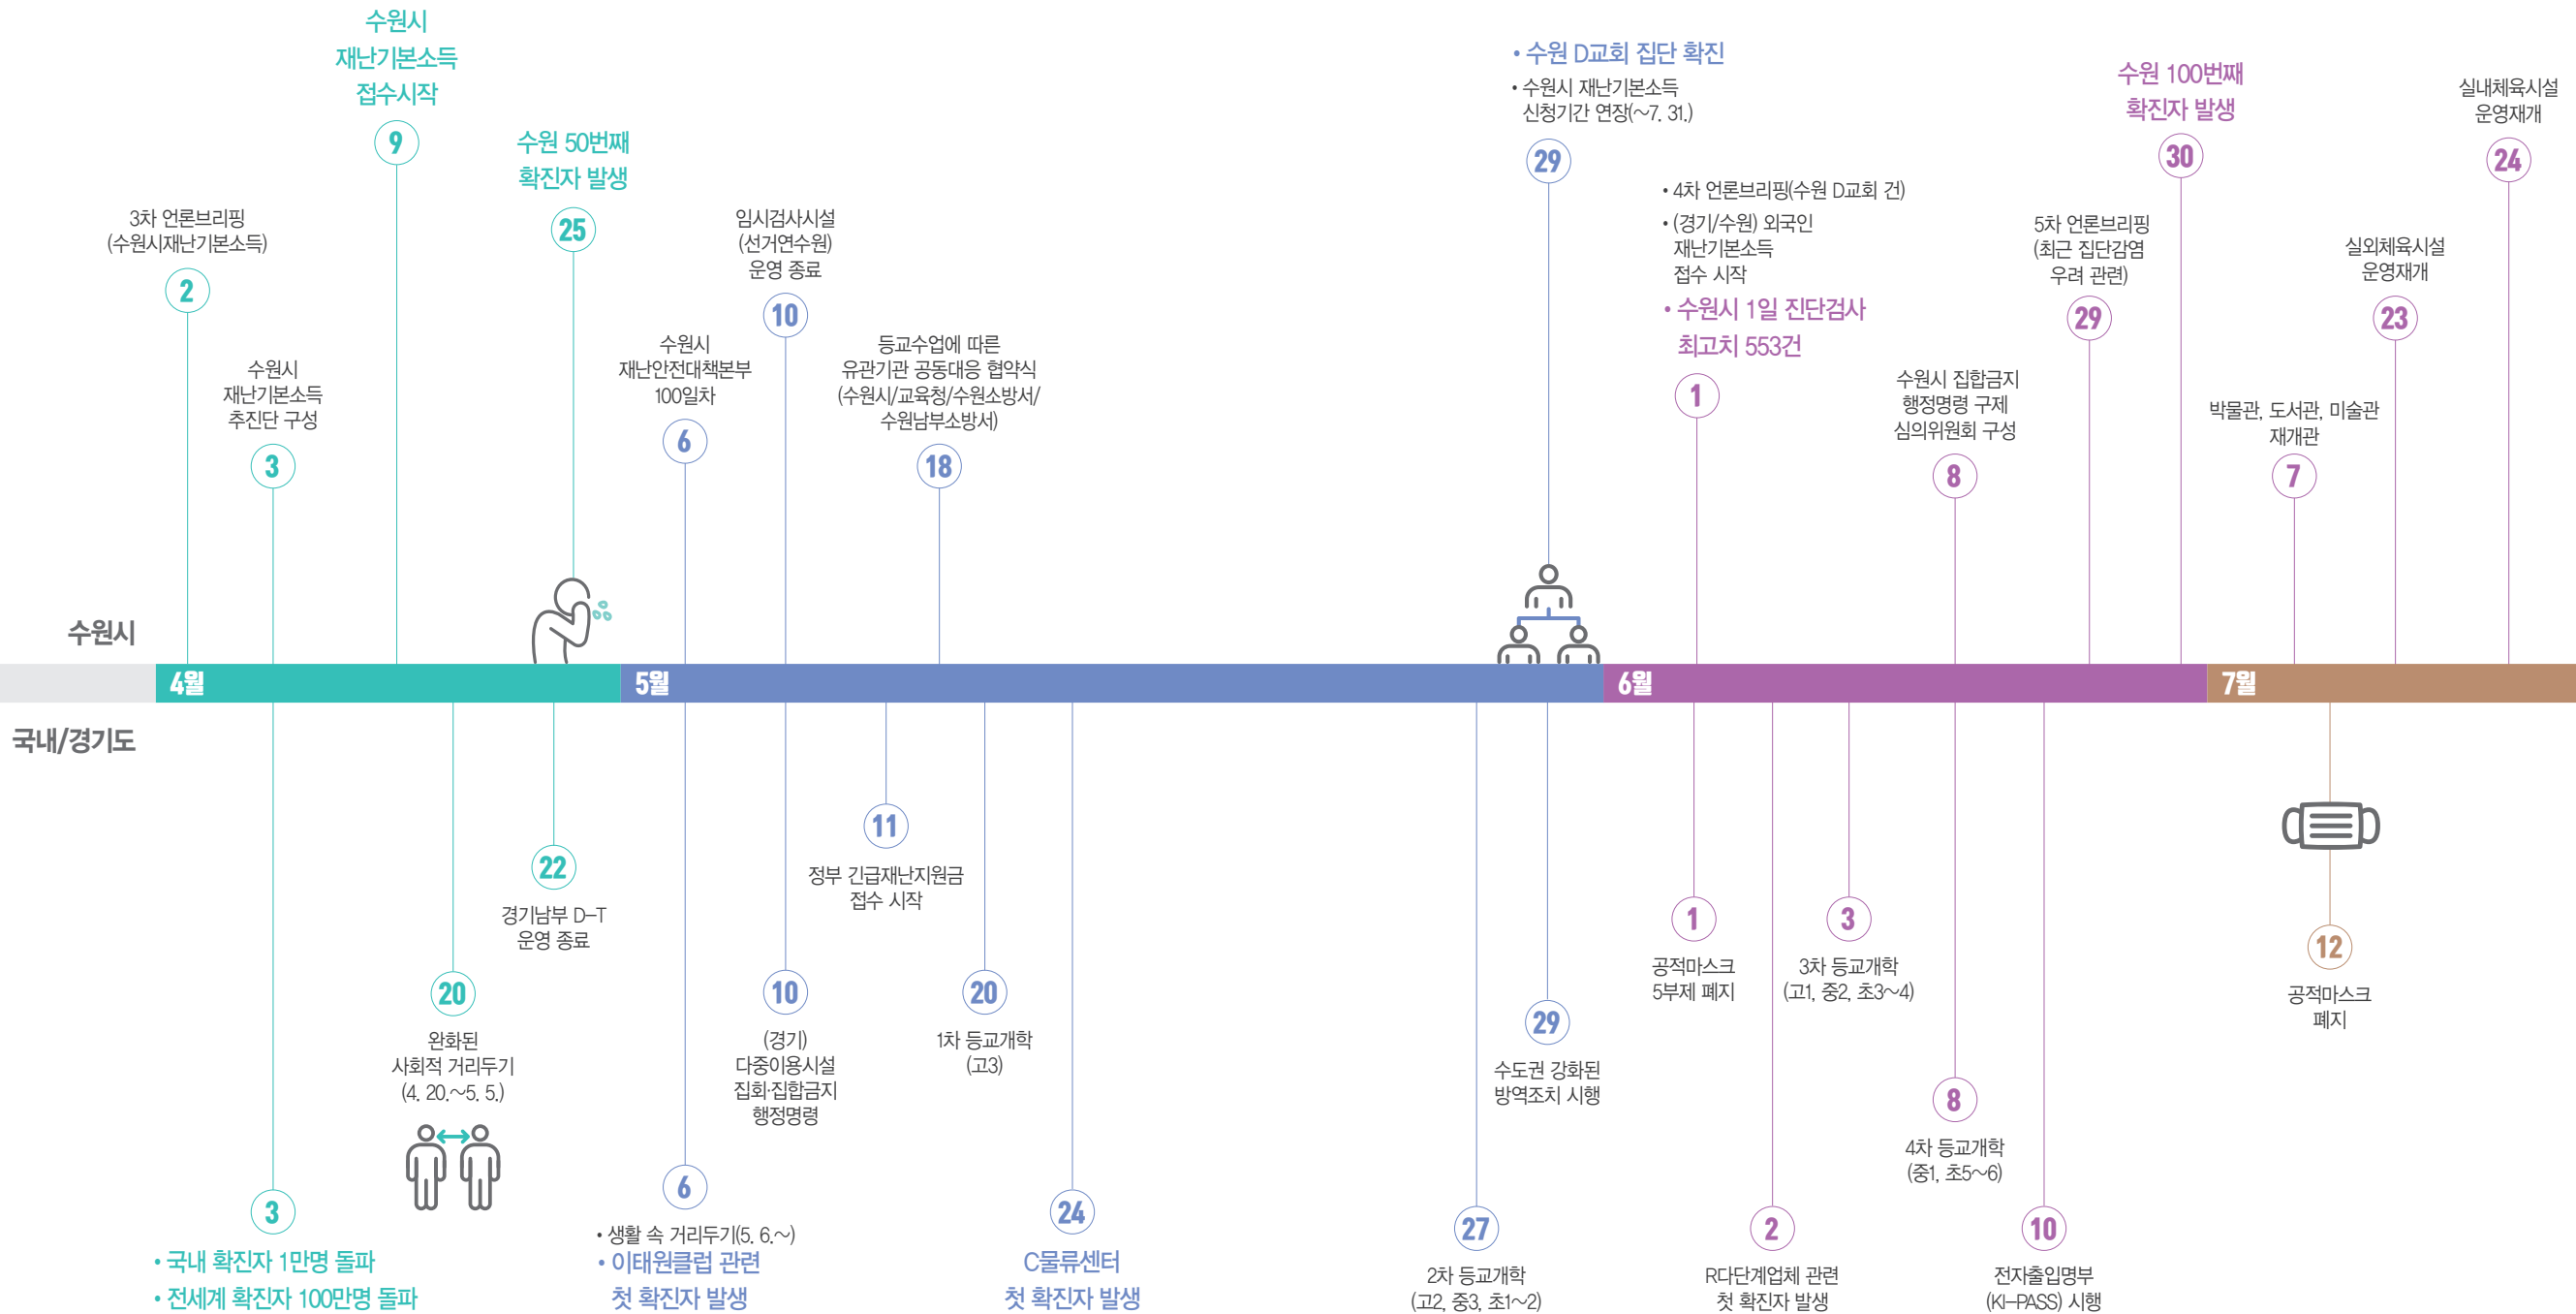 수원시
재난기본소득
접수시작
9
수원 50번째
확진자 발생
25
3차 언론브리핑
(수원시재난기본소득)
2
수원시
재난기본소득
추진단 구성
3
임시검사시설
(선거연수원)
운영 종료
10
수원시
재난안전대책본부
100일차
6
등교수업에 따른
유관기관 공동대응 협약식
(수원시/교육청/수원소방서/
수원남부소방서)
18
• 수원 D교회 집단 확진
• 수원시 재난기본소득
신청기간 연장(~7. 31.)
29
• 4차 언론브리핑(수원 D교회 건)
• (경기/수원) 외국인
재난기본소득
접수 시작
• 수원시 1일 진단검사
최고치 553건
1
수원시 집합금지
행정명령 구제
심의위원회 구성
8
5차 언론브리핑
(최근 집단감염
우려 관련)
29
수원 100번째
확진자 발생
30
박물관, 도서관, 미술관
재개관
7
실외체육시설
운영재개
23
실내체육시설
운영재개
24
수원시
4월
5월
6월
7월
국내/경기도
3
• 국내 확진자 1만명 돌파
• 전세계 확진자 100만명 돌파
20
완화된
사회적 거리두기
(4. 20.~5. 5.)
22
경기남부 D-T
운영 종료
6
• 생활 속 거리두기(5. 6.~)
• 이태원클럽 관련
첫 확진자 발생
10
(경기)
다중이용시설
집회·집합금지
행정명령
11
정부 긴급재난지원금
접수 시작
20
1차 등교개학
(고3)
24
C물류센터
첫 확진자 발생
27
2차 등교개학
(고2, 중3, 초1~2)
29
수도권 강화된
방역조치 시행
1
공적마스크
5부제 폐지
2
R다단계업체 관련
첫 확진자 발생
3
3차 등교개학
(고1, 중2, 초3~4)
8
4차 등교개학
(중1, 초5~6)
10
전자출입명부
(KI-PASS) 시행
12
공적마스크
폐지